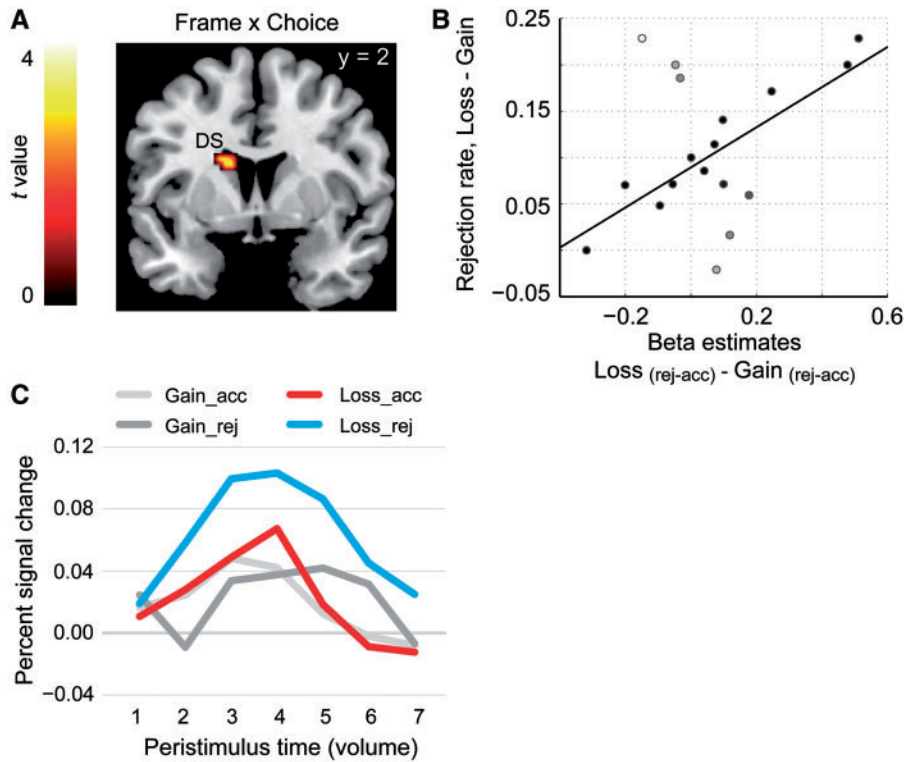 A
Frame x Choice
4
t value
0
y = 2
DS
B
Rejection rate, Loss - Gain
0.25
0.15
0.05
−0.05
−0.2
0.2
0.6
Beta estimates
Loss (rej-acc) - Gain (rej-acc)
C
Gain_acc
Loss_acc
Gain_rej
Loss_rej
Percent signal change
0.12
0.08
0.04
0.00
−0.04
1 2 3 4 5 6 7
Peristimulus time (volume)